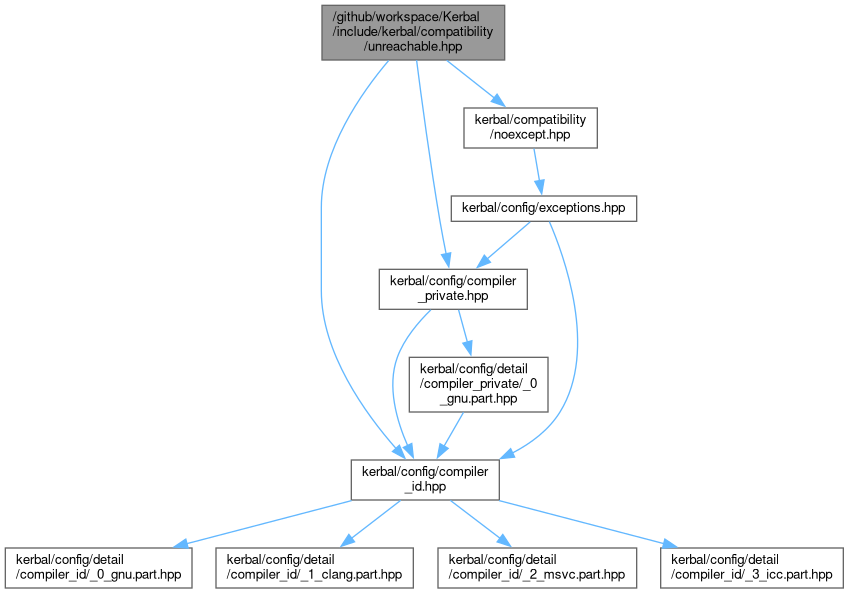 /github/workspace/Kerbal
/include/kerbal/compatibility
/unreachable.hpp
kerbal/compatibility
/noexcept.hpp
kerbal/config/exceptions.hpp
kerbal/config/compiler
_private.hpp
kerbal/config/detail
/compiler_private/_0
_gnu.part.hpp
kerbal/config/compiler
_id.hpp
kerbal/config/detail
/compiler_id/_0_gnu.part.hpp
kerbal/config/detail
/compiler_id/_1_clang.part.hpp
kerbal/config/detail
/compiler_id/_2_msvc.part.hpp
kerbal/config/detail
/compiler_id/_3_icc.part.hpp